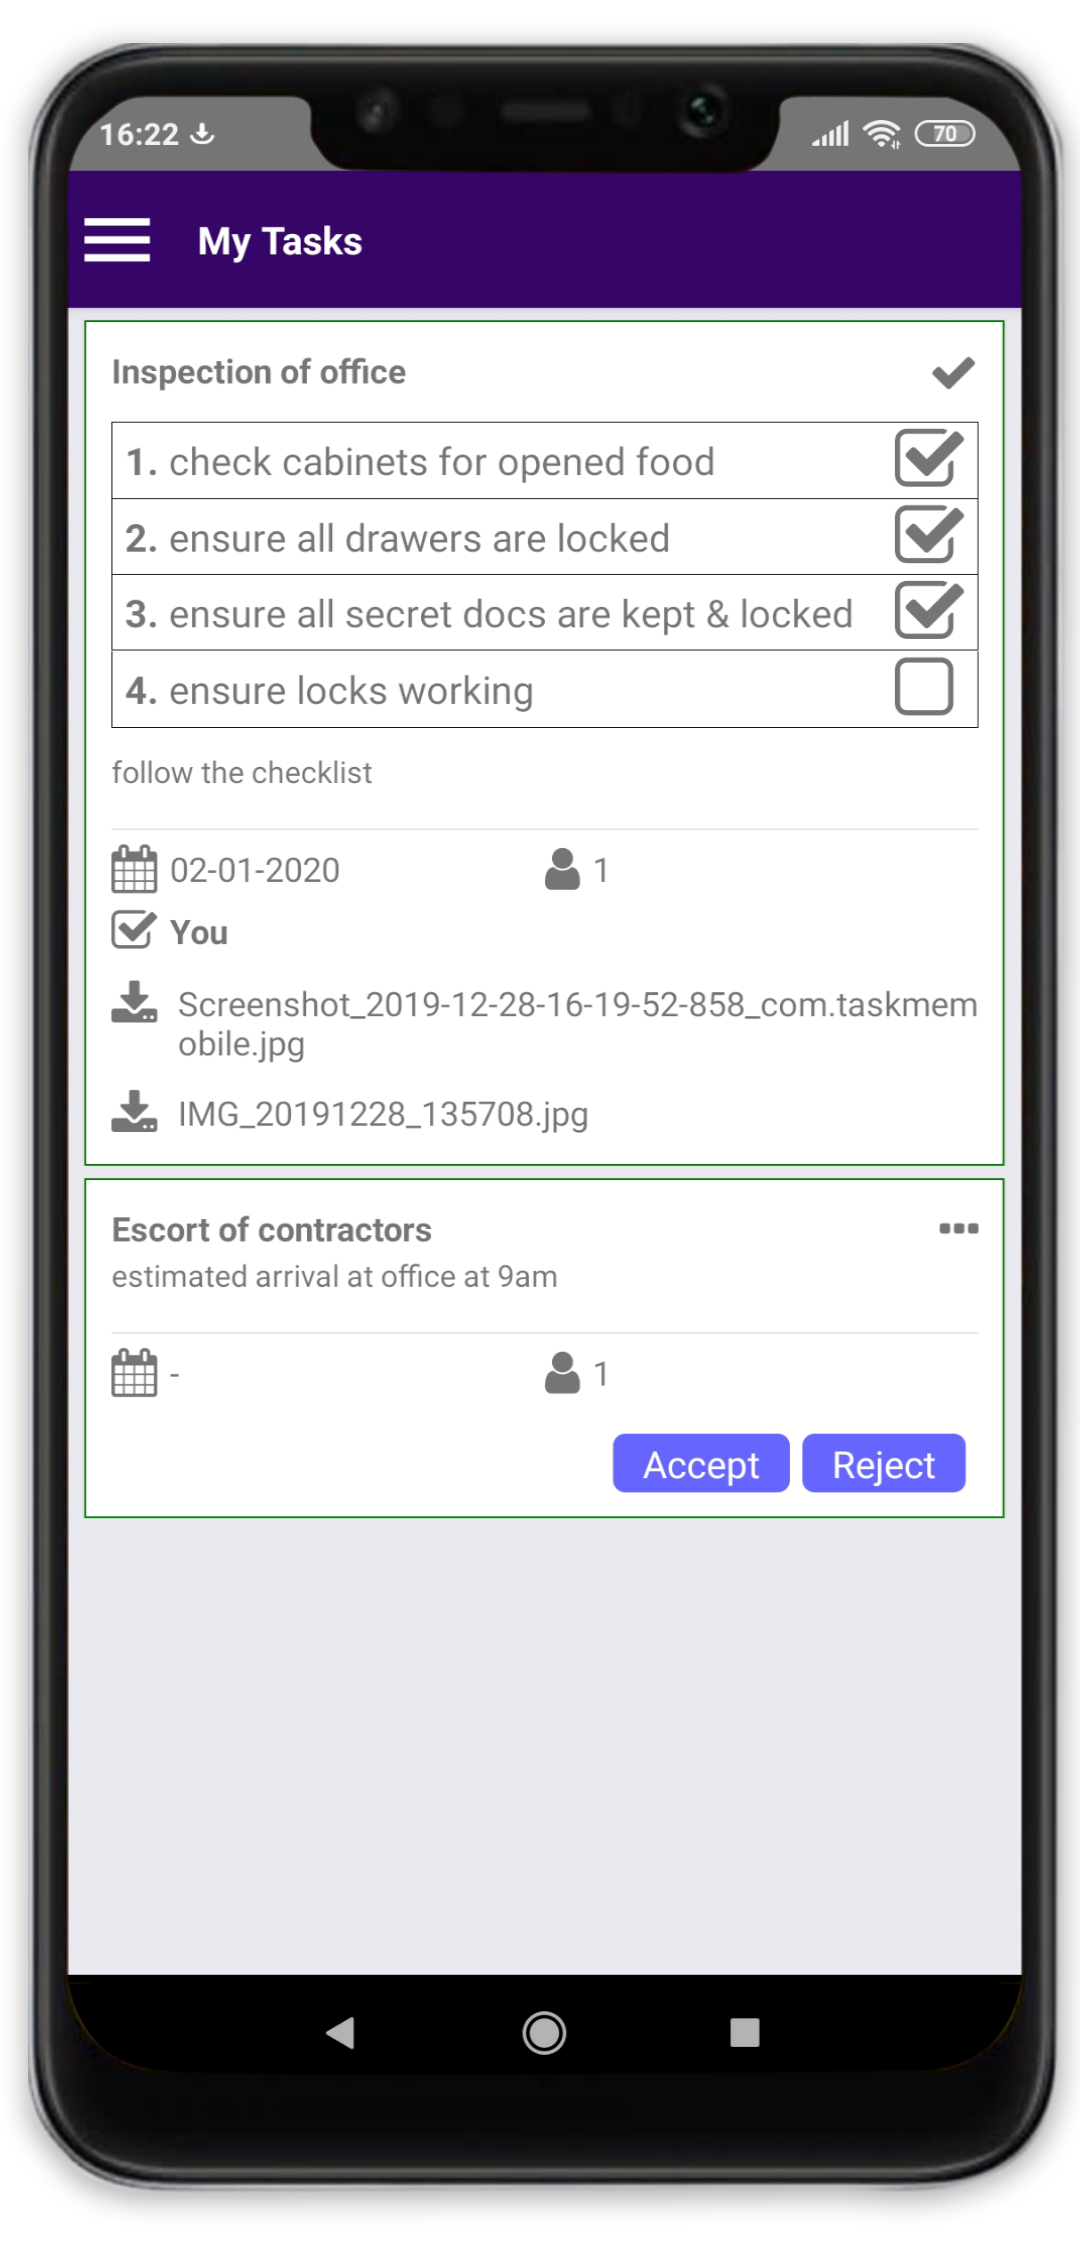 16:22
70
My Tasks
Inspection of office
1. check cabinets for opened food
2. ensure all drawers are locked
3. ensure all secret docs are kept & locked
4. ensure locks working
follow the checklist
02-01-2020 1
You
Screenshot_2019-12-28-16-19-52-858_com.taskmem
obile.jpg
IMG_20191228_135708.jpg
Escort of contractors
estimated arrival at office at 9am
- 1
Accept Reject